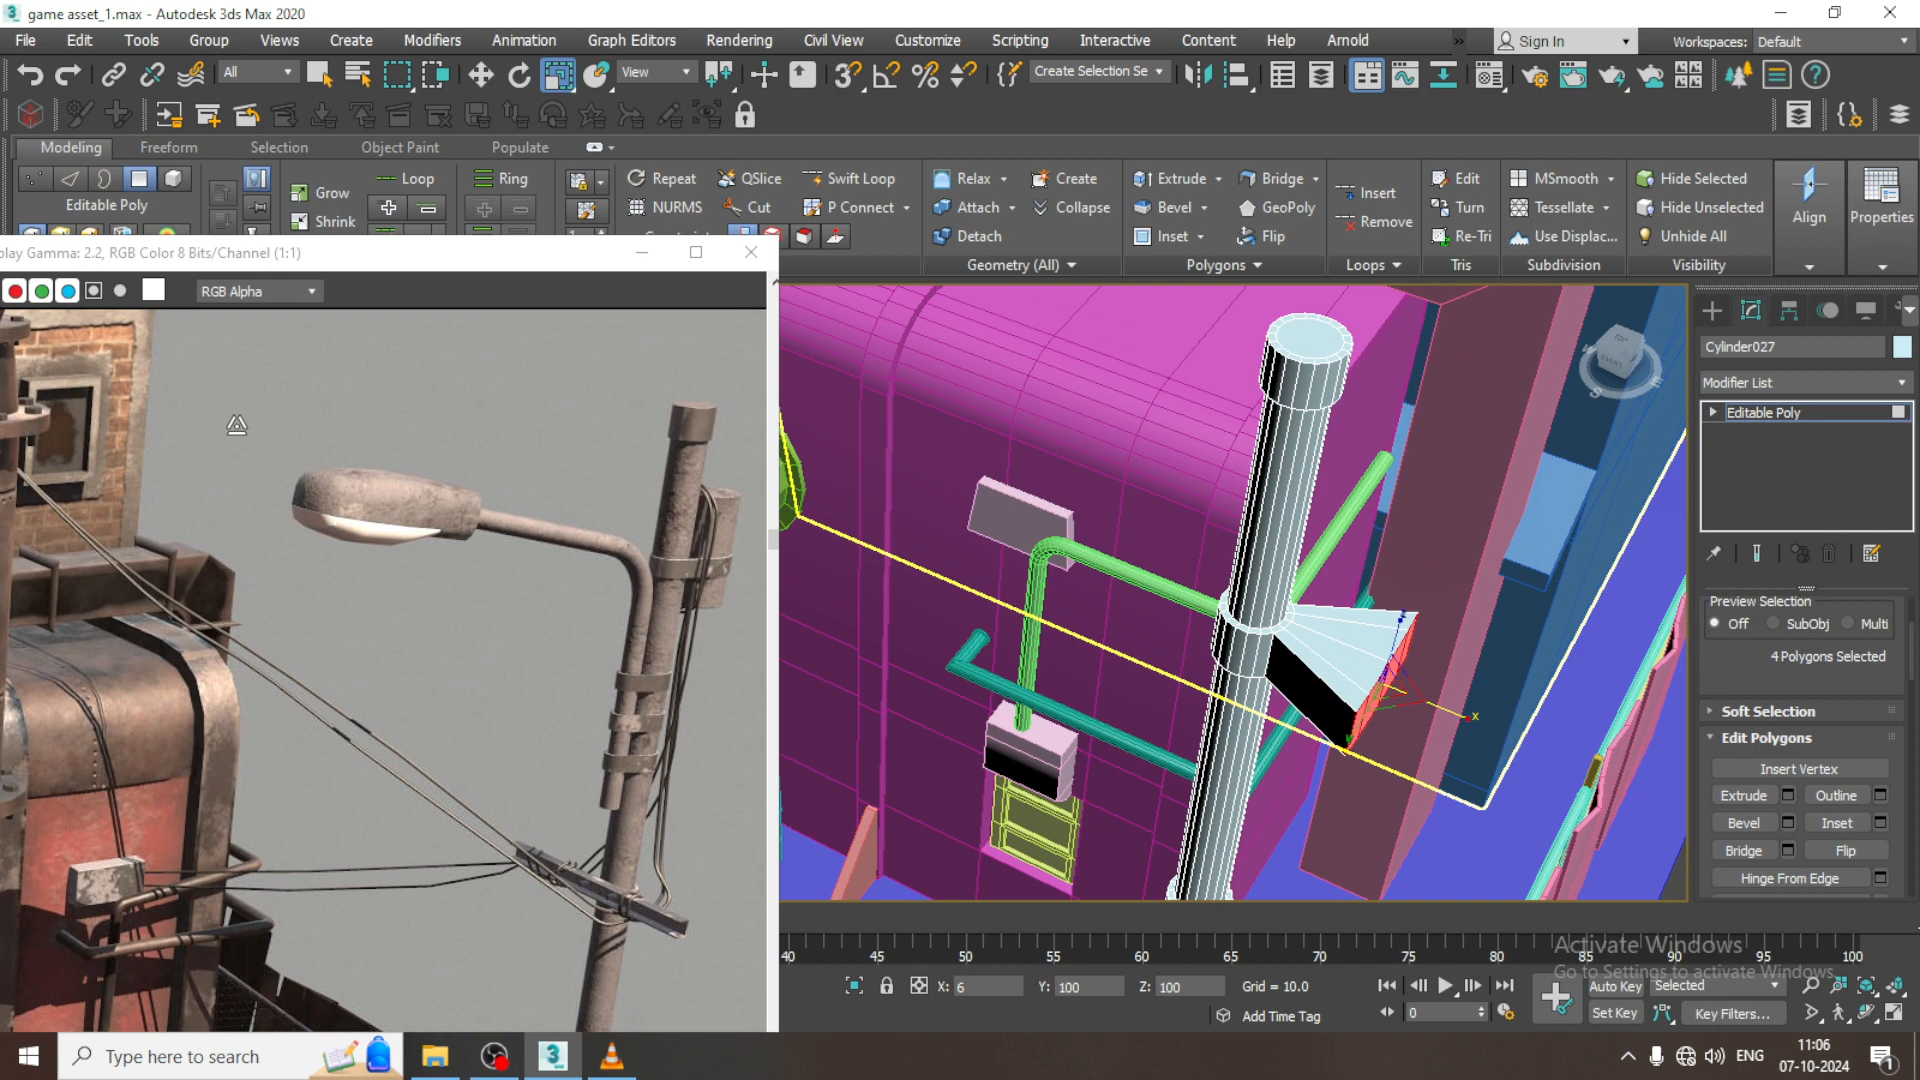 game asset_1.max - Autodesk 3ds Max 2020
File Edit Tools Group Views Create Modifiers Animation Graph Editors Rendering Civil View Customize Scripting Interactive Content Help Arnold
Sign In
Workspaces: Default
All
View
Create Selection Se
Modeling Freeform Selection Object Paint Populate
Grow Loop Ring Repeat QSlice Swift Loop Relax Create Extrude Bridge Insert Edit MSmooth Hide Selected
Editable Poly Shrink NURMS Cut P Connect Attach Collapse Bevel GeoPoly Remove Turn Tessellate Hide Unselected Align Properties
Detach Inset Flip Re-Tri Use Displac... Unhide All
Geometry (All) Polygons Loops Tris Subdivision Visibility
play Gamma: 2.2, RGB Color 8 Bits/Channel (1:1)
RGB Alpha
Cylinder027
Modifier List
Editable Poly
Preview Selection
Off SubObj Multi
4 Polygons Selected
Soft Selection
Edit Polygons
Insert Vertex
Extrude Outline
Bevel Inset
Bridge Flip
Hinge From Edge
x
40 45 50 55 60 65 70 75 80 85 90 95 100
Activate Windows
Go to Settings to activate Windows.
X: 6 Y: 100 Z: 100 Grid = 10.0
Auto Key Selected
Add Time Tag
0
Set Key Key Filters...
Type here to search
ENG
11:06
07-10-2024
1